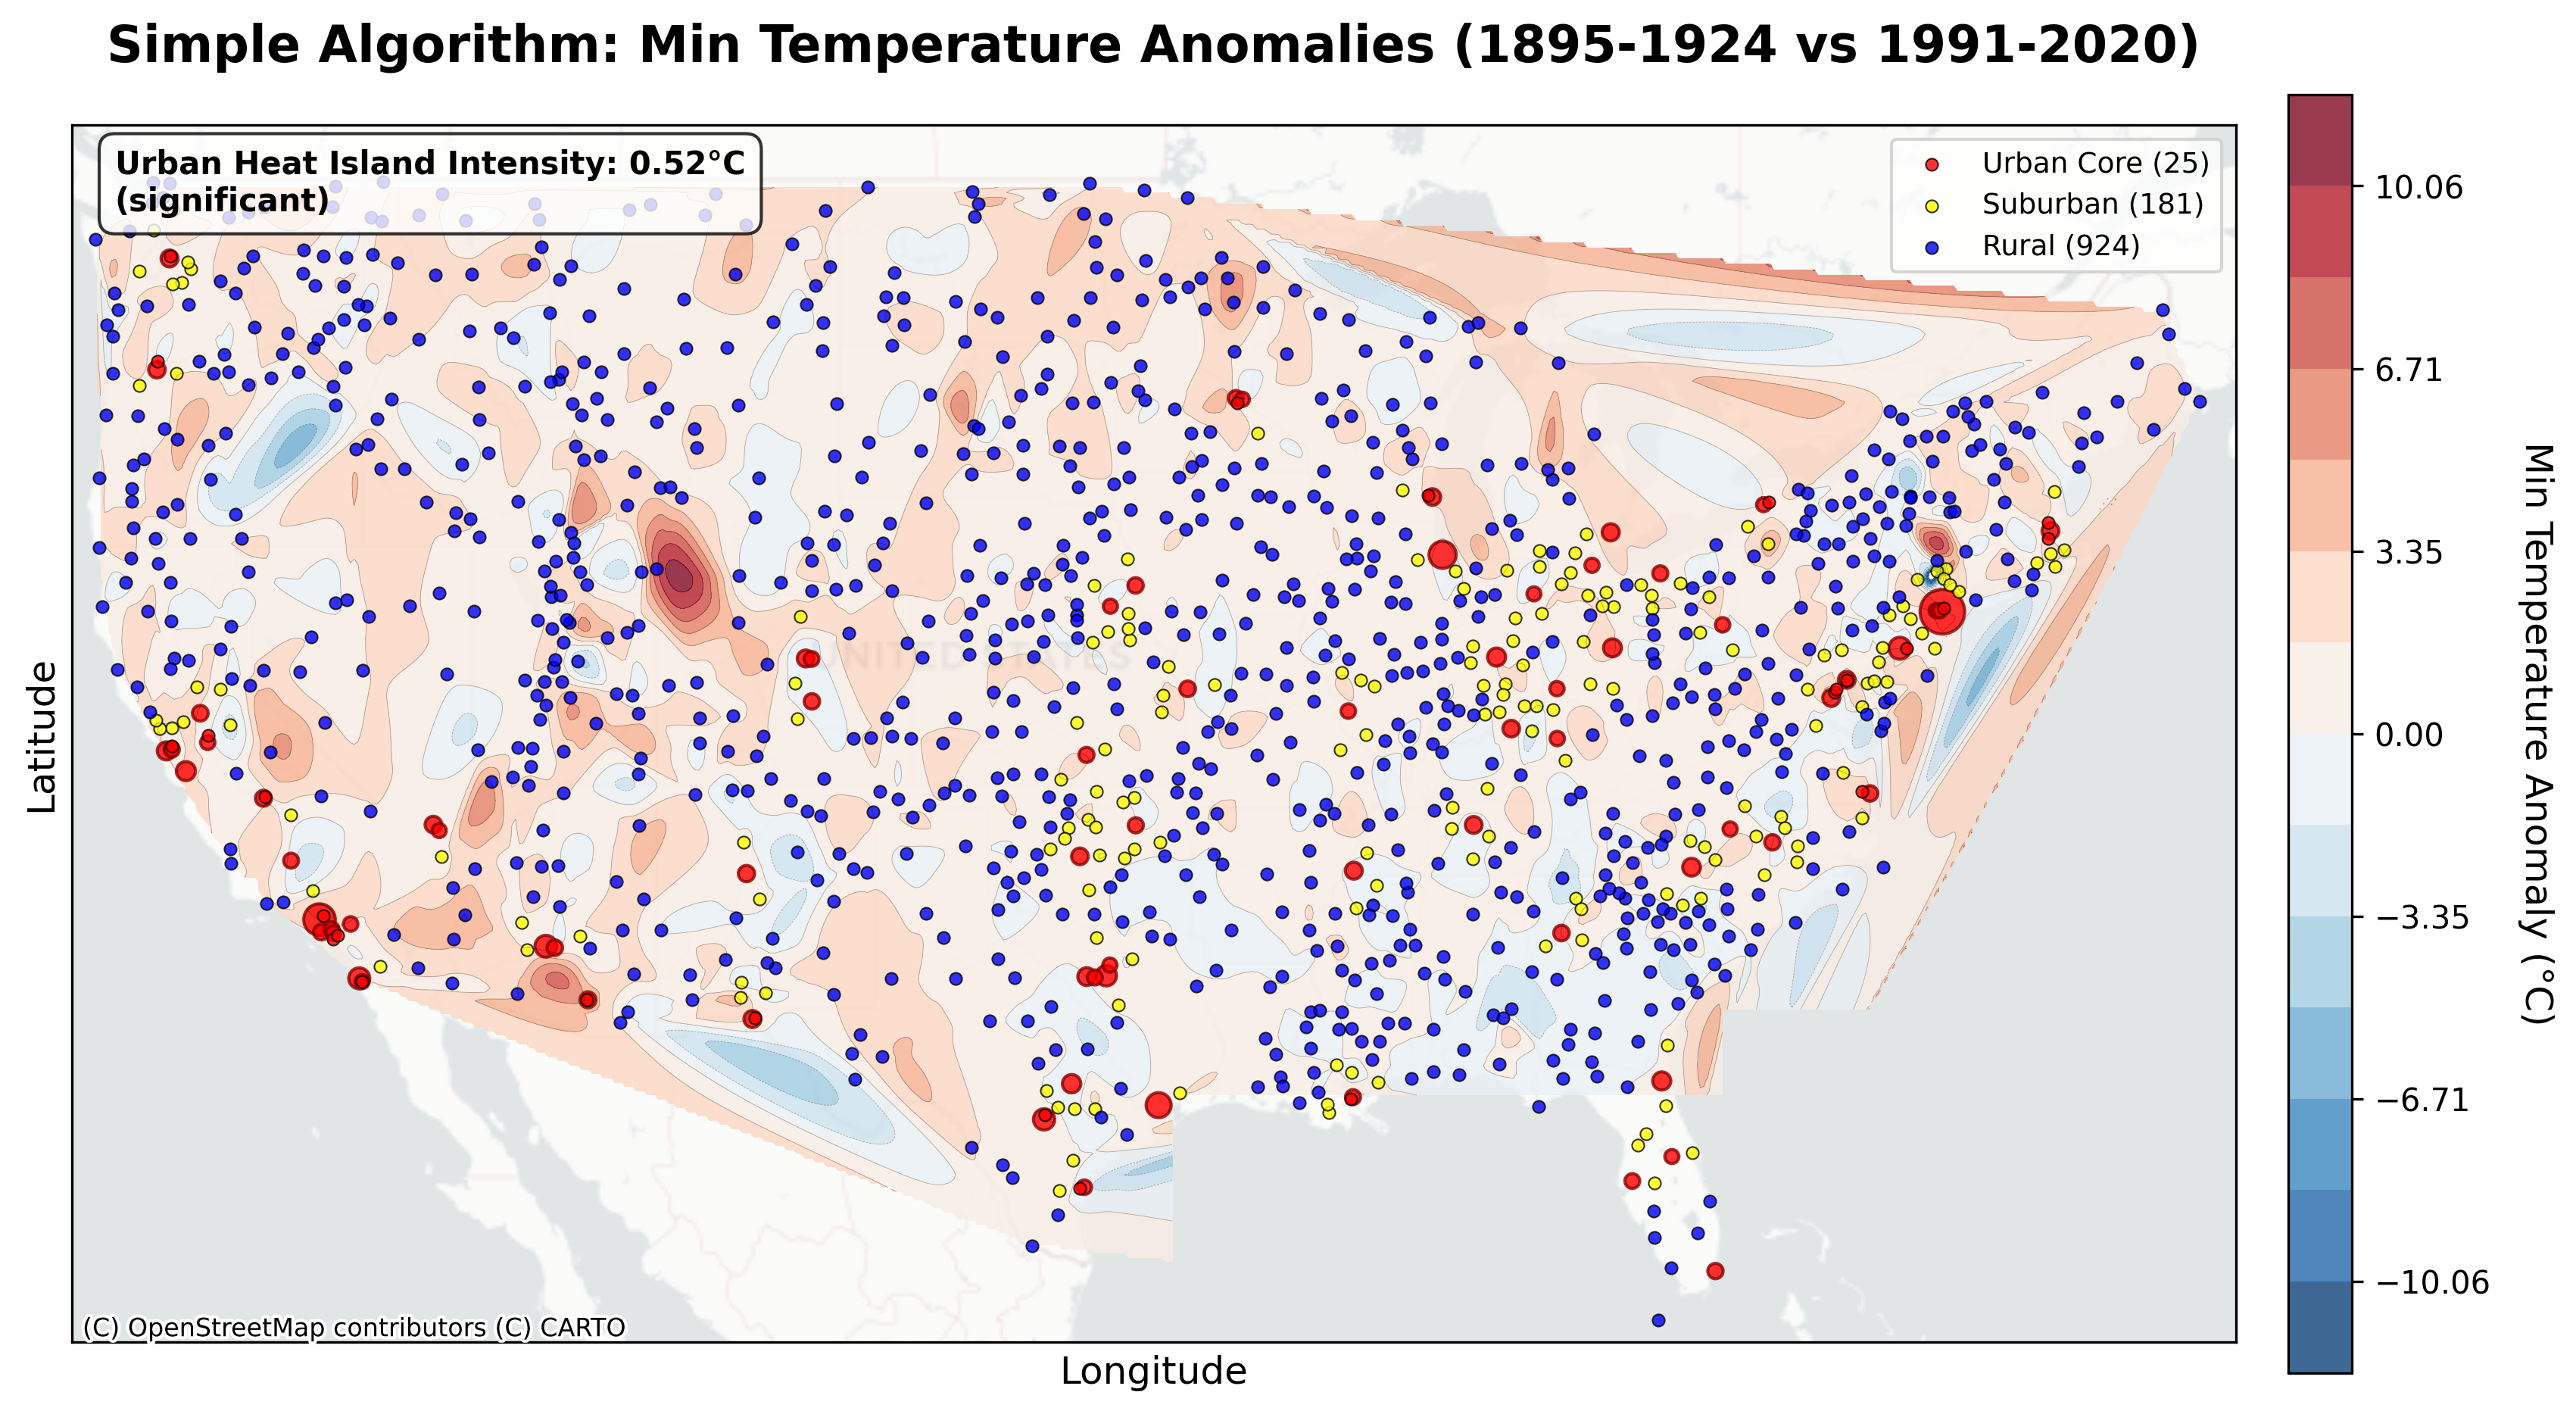 Simple Algorithm: Min Temperature Anomalies (1895-1924 vs 1991-2020)
Urban Heat Island Intensity: 0.52°C
(significant)
Urban Core (25)
Suburban (181)
Rural (924)
UNITED STATES
Latitude
Longitude
(C) OpenStreetMap contributors (C) CARTO
10.06
6.71
3.35
0.00
−3.35
−6.71
−10.06
Min Temperature Anomaly (°C)